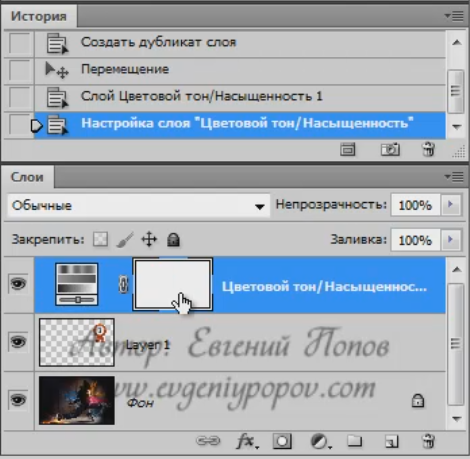 История
Создать дубликат слоя
Перемещение
Слой Цветовой тон/Насыщенность 1
Настройка слоя "Цветовой тон/Насыщенность"
Слои
Обычные Непрозрачность: 100%
Закрепить: Заливка: 100%
Цветовой тон/Насыщеннос...
Layer 1
Автор: Евгений Попов
www.evgeniypopov.com
Фон
fx